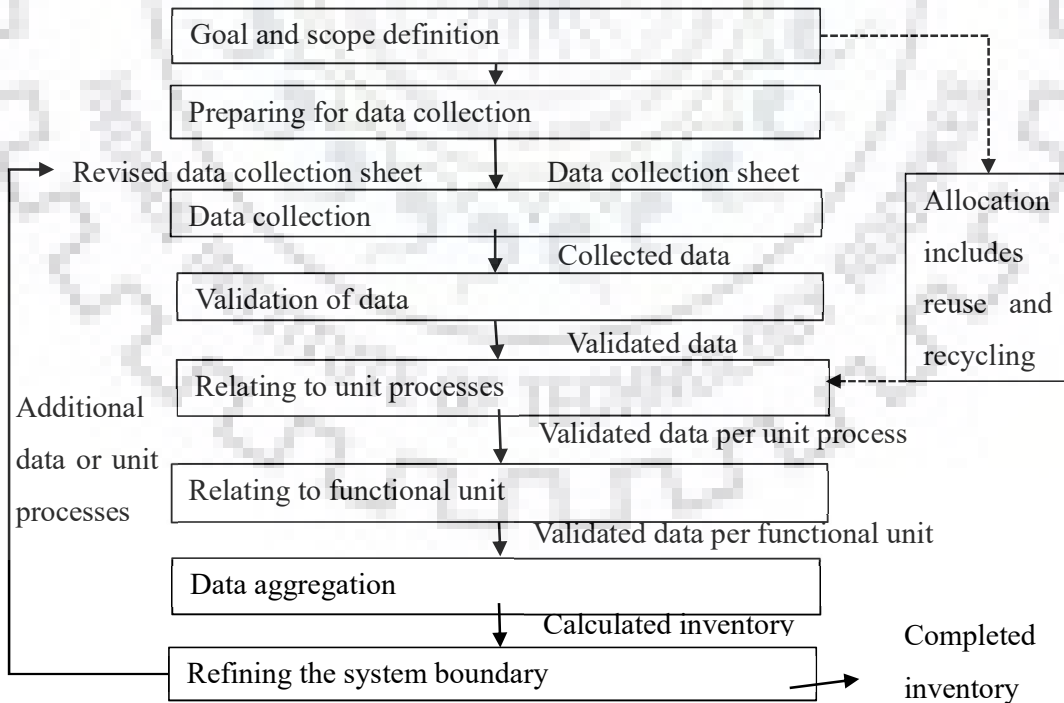 Goal and scope definition
Preparing for data collection
Revised data collection sheet
Data collection sheet
Data collection
Allocation
includes
reuse and
recycling
Collected data
Validation of data
Validated data
Relating to unit processes
Additional
data or unit
processes
Validated data per unit process
Relating to functional unit
Validated data per functional unit
Data aggregation
Calculated inventory
Refining the system boundary
Completed
inventory